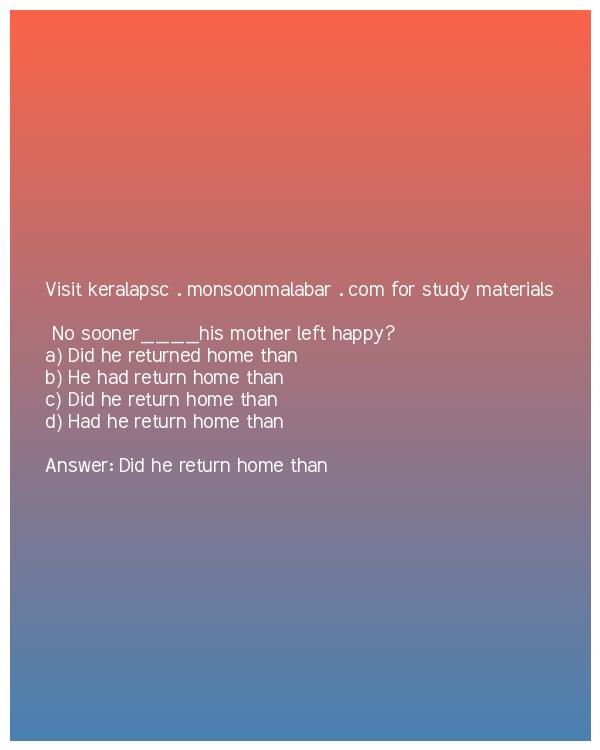 Visit keralapsc . monsoonmalabar . com for study materials
No sooner____his mother left happy?
a) Did he returned home than
b) He had return home than
c) Did he return home than
d) Had he return home than
Answer: Did he return home than